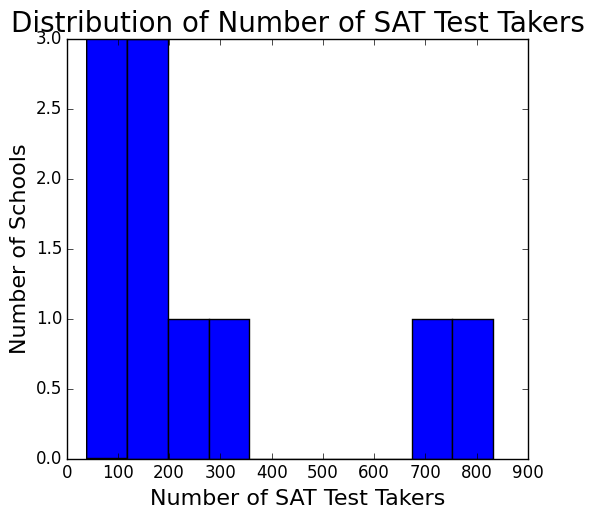 Distribution of Number of SAT Test Takers
3.0
2.5
2.0
1.5
1.0
0.5
0.0
Number of Schools
0 100 200 300 400 500 600 700 800 900
Number of SAT Test Takers